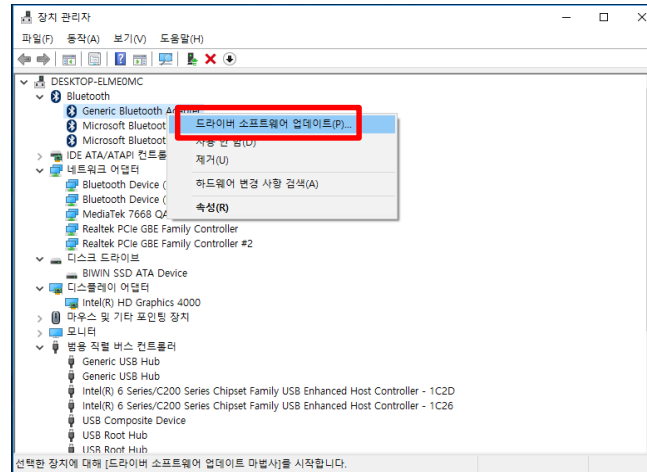 장치 관리자
파일(F) 동작(A) 보기(V) 도움말(H)
DESKTOP-ELME0MC
Bluetooth
Generic Bluetooth Adapter
드라이버 소프트웨어 업데이트(P)...
Microsoft Bluetoot
사용 안 함(D)
Microsoft Bluetoot
제거(U)
IDE ATA/ATAPI 컨트롤
네트워크 어댑터
하드웨어 변경 사항 검색(A)
Bluetooth Device (
Bluetooth Device (
속성(R)
MediaTek 7668 QA
Realtek PCIe GBE Family Controller
Realtek PCIe GBE Family Controller #2
디스크 드라이브
BIWIN SSD ATA Device
디스플레이 어댑터
Intel(R) HD Graphics 4000
마우스 및 기타 포인팅 장치
모니터
범용 직렬 버스 컨트롤러
Generic USB Hub
Generic USB Hub
Intel(R) 6 Series/C200 Series Chipset Family USB Enhanced Host Controller - 1C2D
Intel(R) 6 Series/C200 Series Chipset Family USB Enhanced Host Controller - 1C26
USB Composite Device
USB Root Hub
USB Root Hub
선택한 장치에 대해 [드라이버 소프트웨어 업데이트 마법사]를 시작합니다.